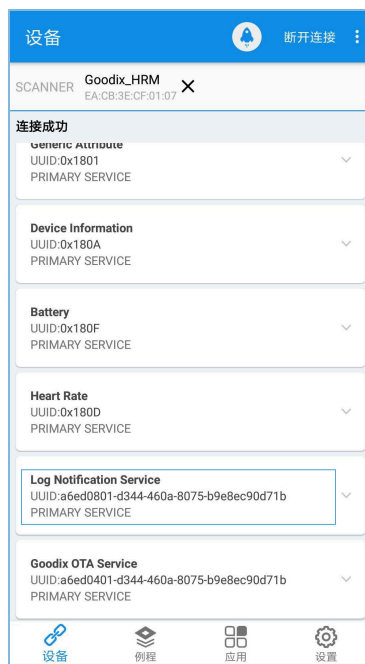 设备
断开连接
SCANNER
Goodix_HRM
EA:CB:3E:CF:01:07
连接成功
Generic Attribute
UUID:0x1801
PRIMARY SERVICE
Device Information
UUID:0x180A
PRIMARY SERVICE
Battery
UUID:0x180F
PRIMARY SERVICE
Heart Rate
UUID:0x180D
PRIMARY SERVICE
Log Notification Service
UUID:a6ed0801-d344-460a-8075-b9e8ec90d71b
PRIMARY SERVICE
Goodix OTA Service
UUID:a6ed0401-d344-460a-8075-b9e8ec90d71b
PRIMARY SERVICE
设备
例程
应用
设置